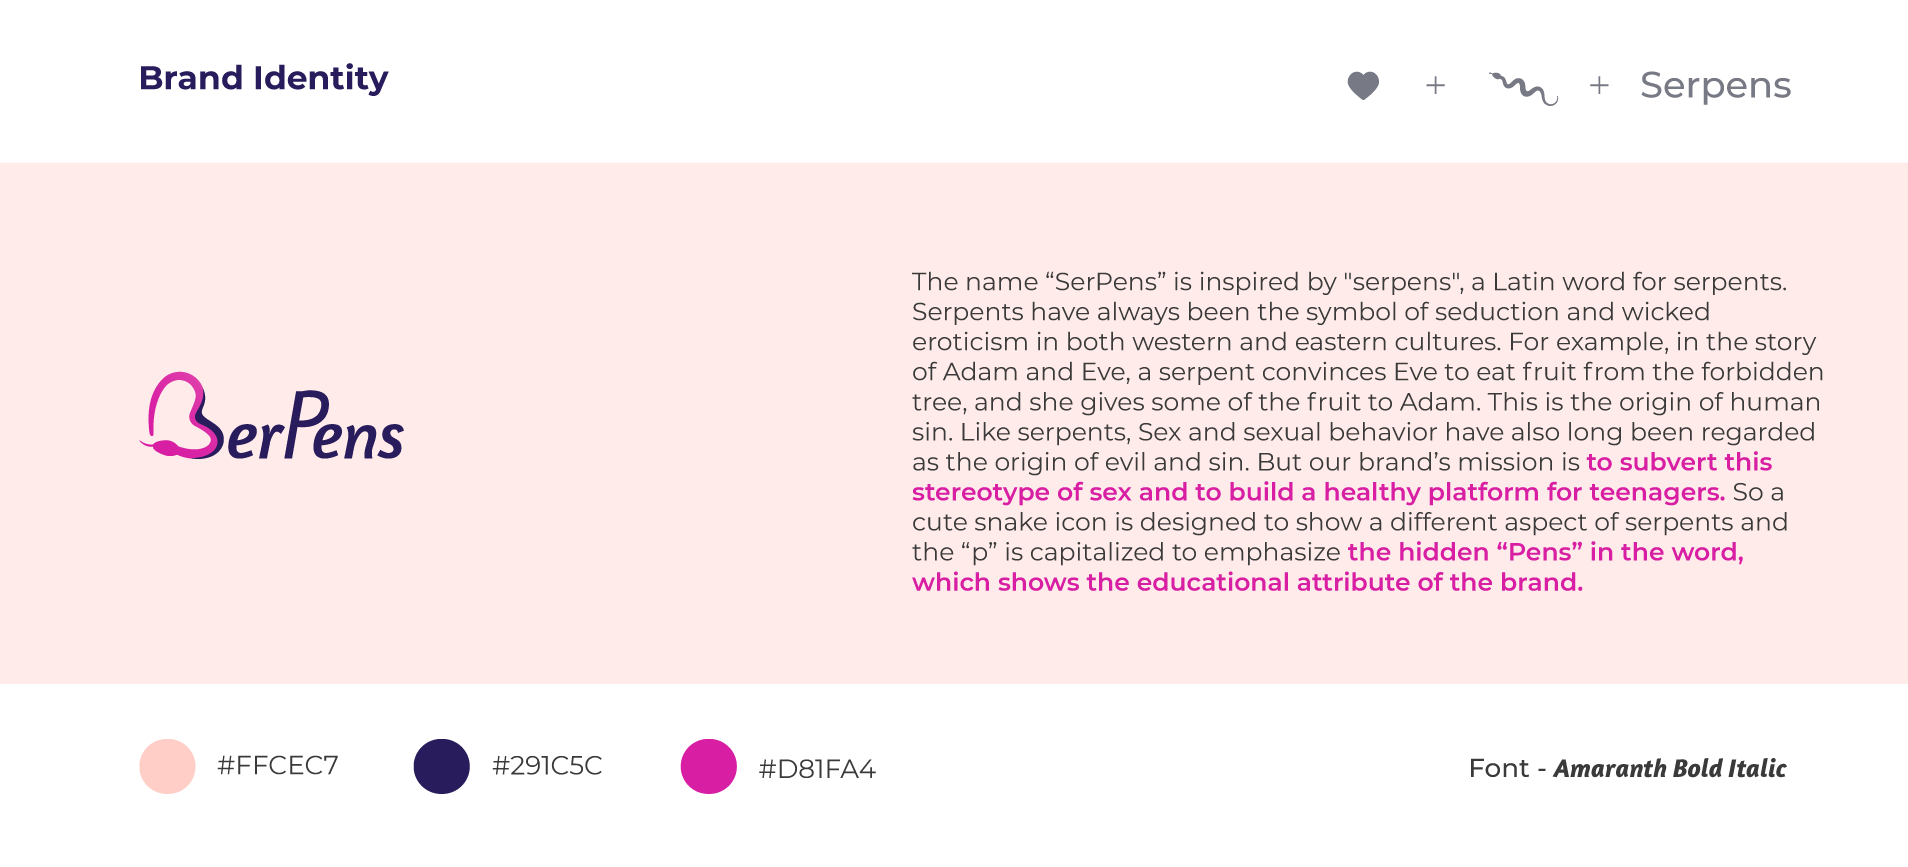 Brand Identity
+ + Serpens
The name “SerPens” is inspired by "serpens", a Latin word for serpents.
Serpents have always been the symbol of seduction and wicked
eroticism in both western and eastern cultures. For example, in the story
of Adam and Eve, a serpent convinces Eve to eat fruit from the forbidden
tree, and she gives some of the fruit to Adam. This is the origin of human
sin. Like serpents, Sex and sexual behavior have also long been regarded
as the origin of evil and sin. But our brand’s mission is to subvert this
stereotype of sex and to build a healthy platform for teenagers. So a
cute snake icon is designed to show a different aspect of serpents and
the “p” is capitalized to emphasize the hidden “Pens” in the word,
which shows the educational attribute of the brand.
SerPens
#FFCEC7
#291C5C
#D81FA4
Font - Amaranth Bold Italic